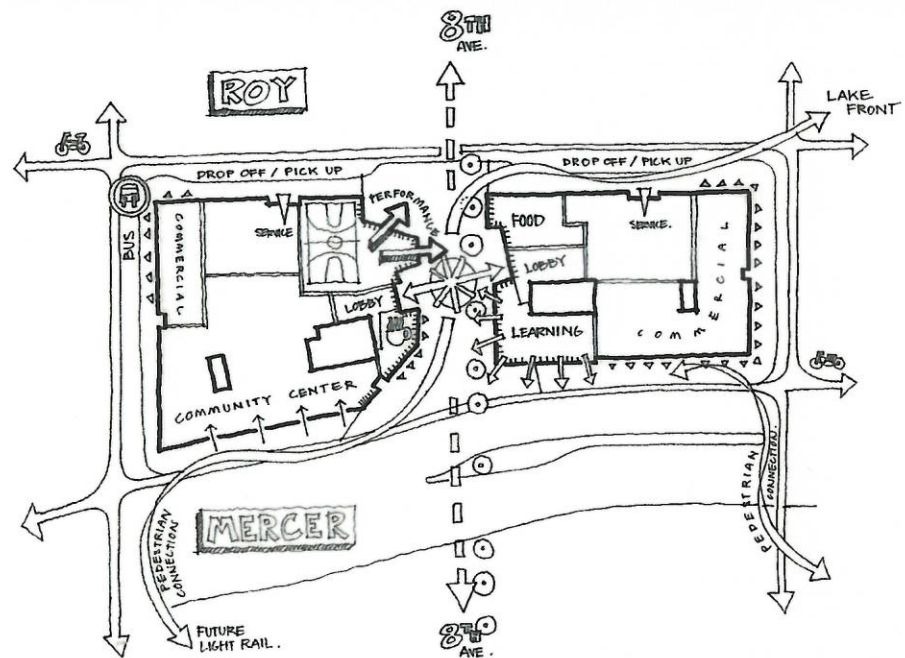 8TH
AVE.
ROY
LAKE
FRONT
DROP OFF / PICK UP
DROP OFF / PICK UP
BUS
COMMERCIAL
SERVICE
PERFORMANCE
FOOD
SERVICE.
COMMERCIAL
LOBBY
LOBBY
LEARNING
COMMUNITY CENTER
MERCER
PEDESTRIAN
CONNECTIONS
PEDESTRIAN
CONNECTION.
FUTURE
LIGHT RAIL.
8TH
AVE.